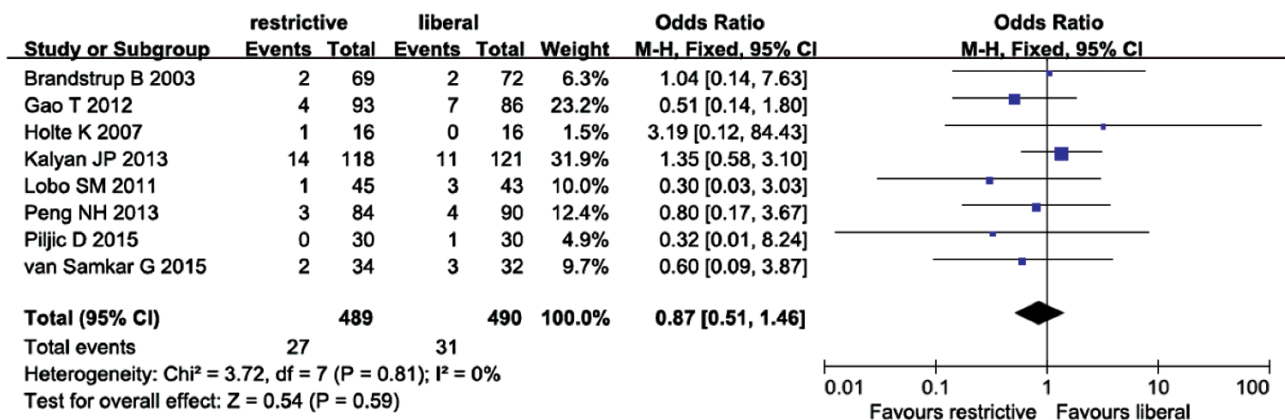 restrictive liberal Odds Ratio Odds Ratio
Study or Subgroup Events Total Events Total Weight M-H, Fixed, 95% CI M-H, Fixed, 95% CI
Brandstrup B 2003 2 69 2 72 6.3% 1.04 [0.14, 7.63]
Gao T 2012 4 93 7 86 23.2% 0.51 [0.14, 1.80]
Holte K 2007 1 16 0 16 1.5% 3.19 [0.12, 84.43]
Kalyan JP 2013 14 118 11 121 31.9% 1.35 [0.58, 3.10]
Lobo SM 2011 1 45 3 43 10.0% 0.30 [0.03, 3.03]
Peng NH 2013 3 84 4 90 12.4% 0.80 [0.17, 3.67]
Piljic D 2015 0 30 1 30 4.9% 0.32 [0.01, 8.24]
van Samkar G 2015 2 34 3 32 9.7% 0.60 [0.09, 3.87]
Total (95% CI) 489 490 100.0% 0.87 [0.51, 1.46]
Total events 27 31
Heterogeneity: Chi² = 3.72, df = 7 (P = 0.81); I² = 0%
Test for overall effect: Z = 0.54 (P = 0.59)
0.01 0.1 1 10 100
Favours restrictive Favours liberal